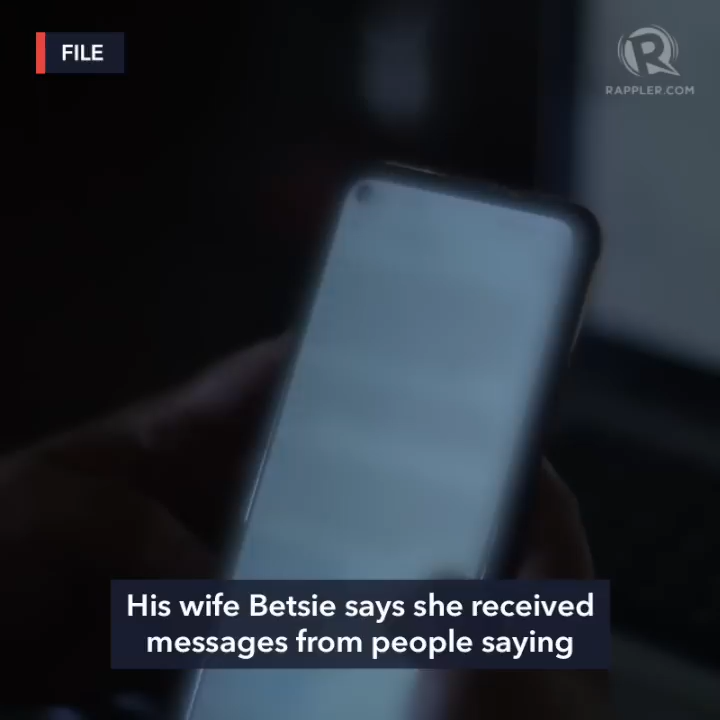 FILE
R
RAPPLER.COM
His wife Betsie says she received
messages from people saying